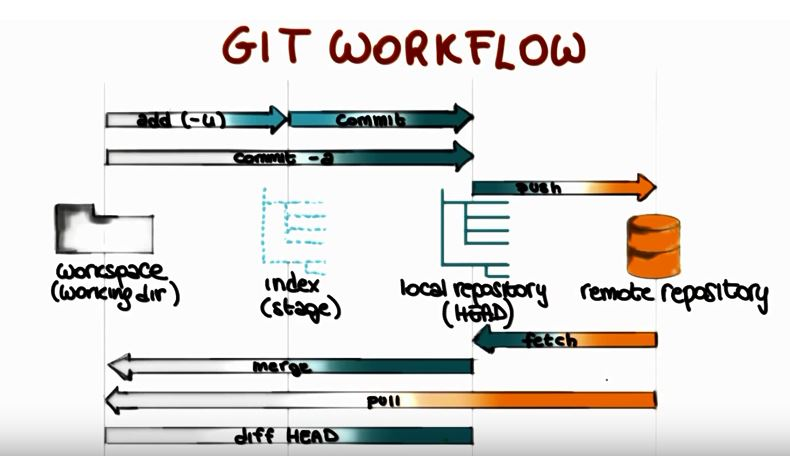 GIT WORKFLOW
add (-u)
commit
commit -a
push
workspace
(working dir)
index
(stage)
local repository
(HEAD)
remote repository
fetch
merge
pull
diff HEAD